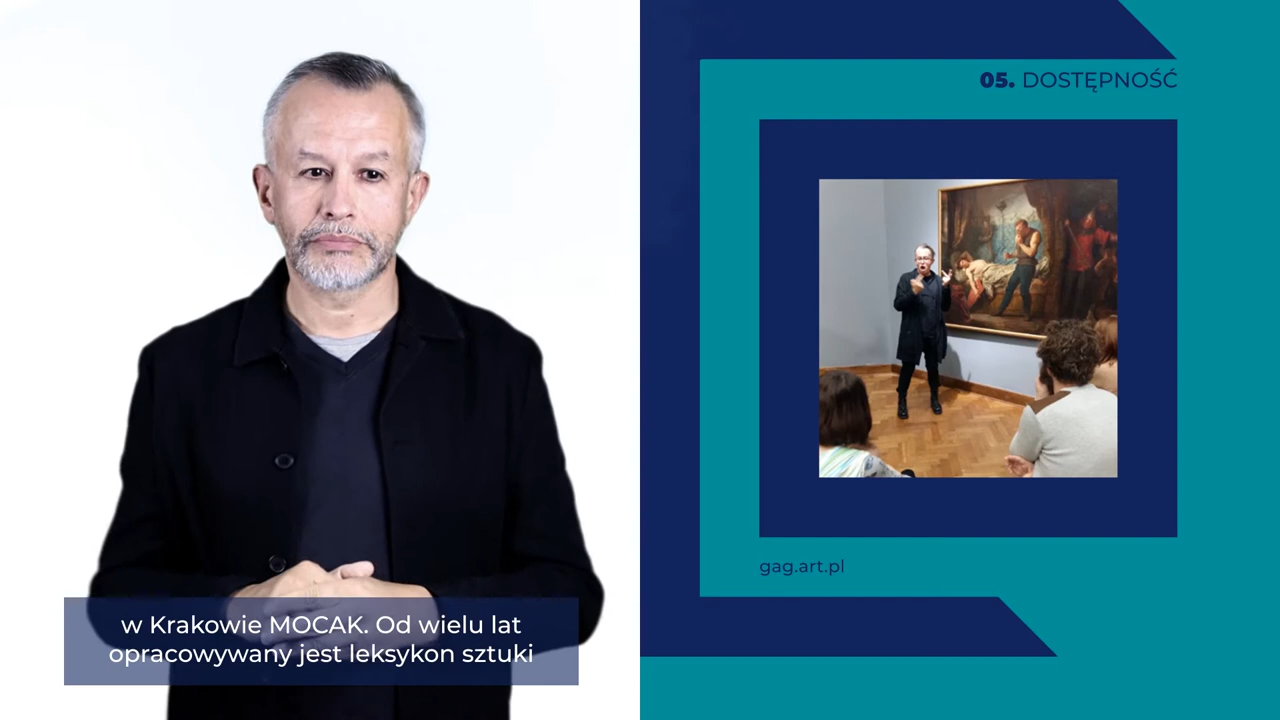 05. DOSTĘPNOŚĆ
gag.art.pl
w Krakowie MOCAK. Od wielu lat
opracowywany jest leksykon sztuki